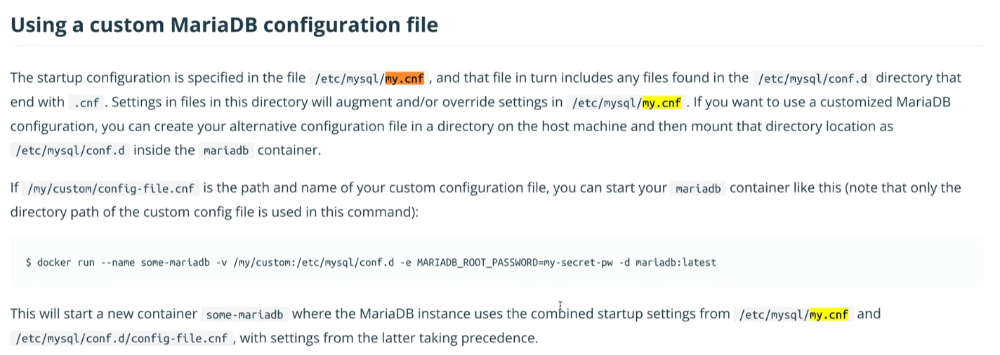 Using a custom MariaDB configuration file
The startup configuration is specified in the file /etc/mysql/my.cnf , and that file in turn includes any files found in the /etc/mysql/conf.d directory that
end with .cnf . Settings in files in this directory will augment and/or override settings in /etc/mysql/my.cnf . If you want to use a customized MariaDB
configuration, you can create your alternative configuration file in a directory on the host machine and then mount that directory location as
/etc/mysql/conf.d inside the mariadb container.
If /my/custom/config-file.cnf is the path and name of your custom configuration file, you can start your mariadb container like this (note that only the
directory path of the custom config file is used in this command):
$ docker run --name some-mariadb -v /my/custom:/etc/mysql/conf.d -e MARIADB_ROOT_PASSWORD=my-secret-pw -d mariadb:latest
This will start a new container some-mariadb where the MariaDB instance uses the combined startup settings from /etc/mysql/my.cnf and
/etc/mysql/conf.d/config-file.cnf , with settings from the latter taking precedence.